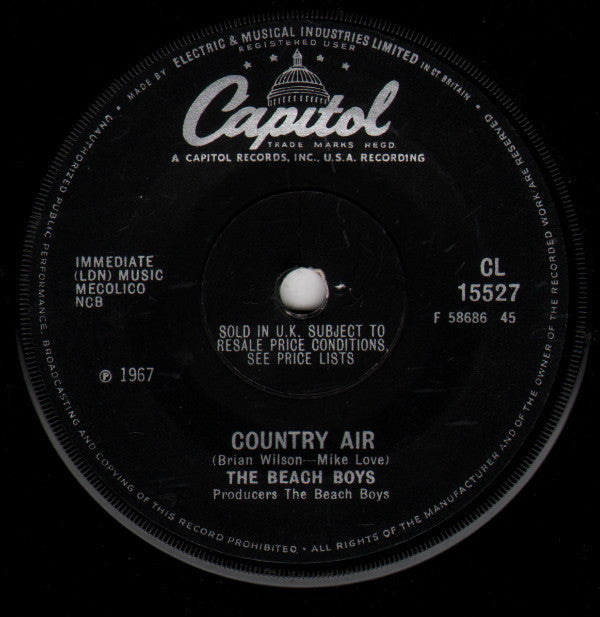 MADE BY ELECTRIC & MUSICAL INDUSTRIES LIMITED IN GT BRITAIN • UNAUTHORIZED PUBLIC PERFORMANCE, BROADCASTING AND COPYING OF THIS RECORD PROHIBITED. • ALL RIGHTS OF THE MANUFACTURER AND OF THE OWNER OF THE RECORDED WORK ARE RESERVED
REGISTERED USER
Capitol
TRADE MARKS REGD.
A CAPITOL RECORDS, INC., U.S.A. RECORDING
IMMEDIATE
(LDN) MUSIC
MECOLICO
NCB
CL
15527
F 58686 45
SOLD IN U.K. SUBJECT TO
RESALE PRICE CONDITIONS,
SEE PRICE LISTS
Ⓟ 1967
COUNTRY AIR
(Brian Wilson—Mike Love)
THE BEACH BOYS
Producers The Beach Boys